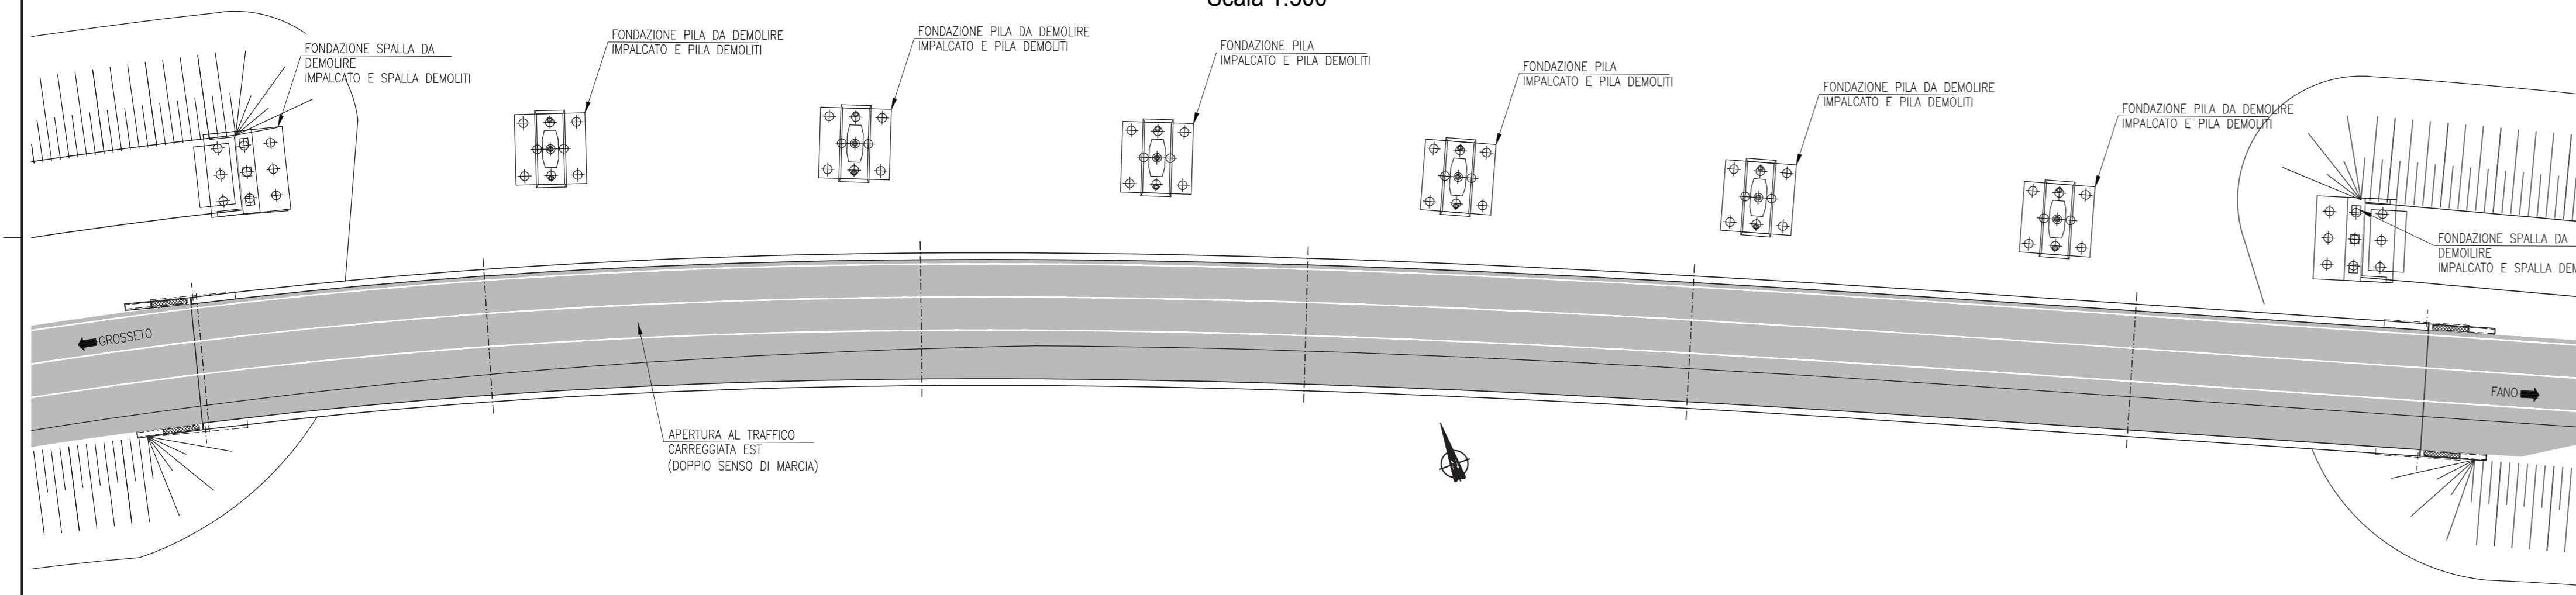 Scala 1:500
FONDAZIONE SPALLA DA
DEMOLIRE
IMPALCATO E SPALLA DEMOLITI
FONDAZIONE PILA DA DEMOLIRE
IMPALCATO E PILA DEMOLITI
FONDAZIONE PILA DA DEMOLIRE
IMPALCATO E PILA DEMOLITI
FONDAZIONE PILA
IMPALCATO E PILA DEMOLITI
FONDAZIONE PILA
IMPALCATO E PILA DEMOLITI
FONDAZIONE PILA DA DEMOLIRE
IMPALCATO E PILA DEMOLITI
FONDAZIONE PILA DA DEMOLIRE
IMPALCATO E PILA DEMOLITI
FONDAZIONE SPALLA DA
DEMOILIRE
IMPALCATO E SPALLA
GROSSETO
FANO
APERTURA AL TRAFFICO
CARREGGIATA EST
(DOPPIO SENSO DI MARCIA)